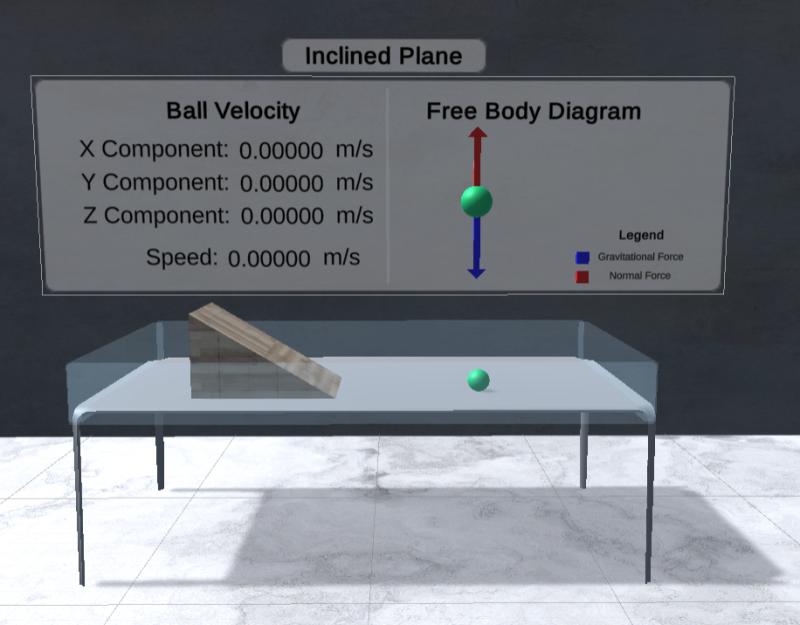 Inclined Plane
Ball Velocity
X Component: 0.00000 m/s
Y Component: 0.00000 m/s
Z Component: 0.00000 m/s
Speed: 0.00000 m/s
Free Body Diagram
Legend
Gravitational Force
Normal Force